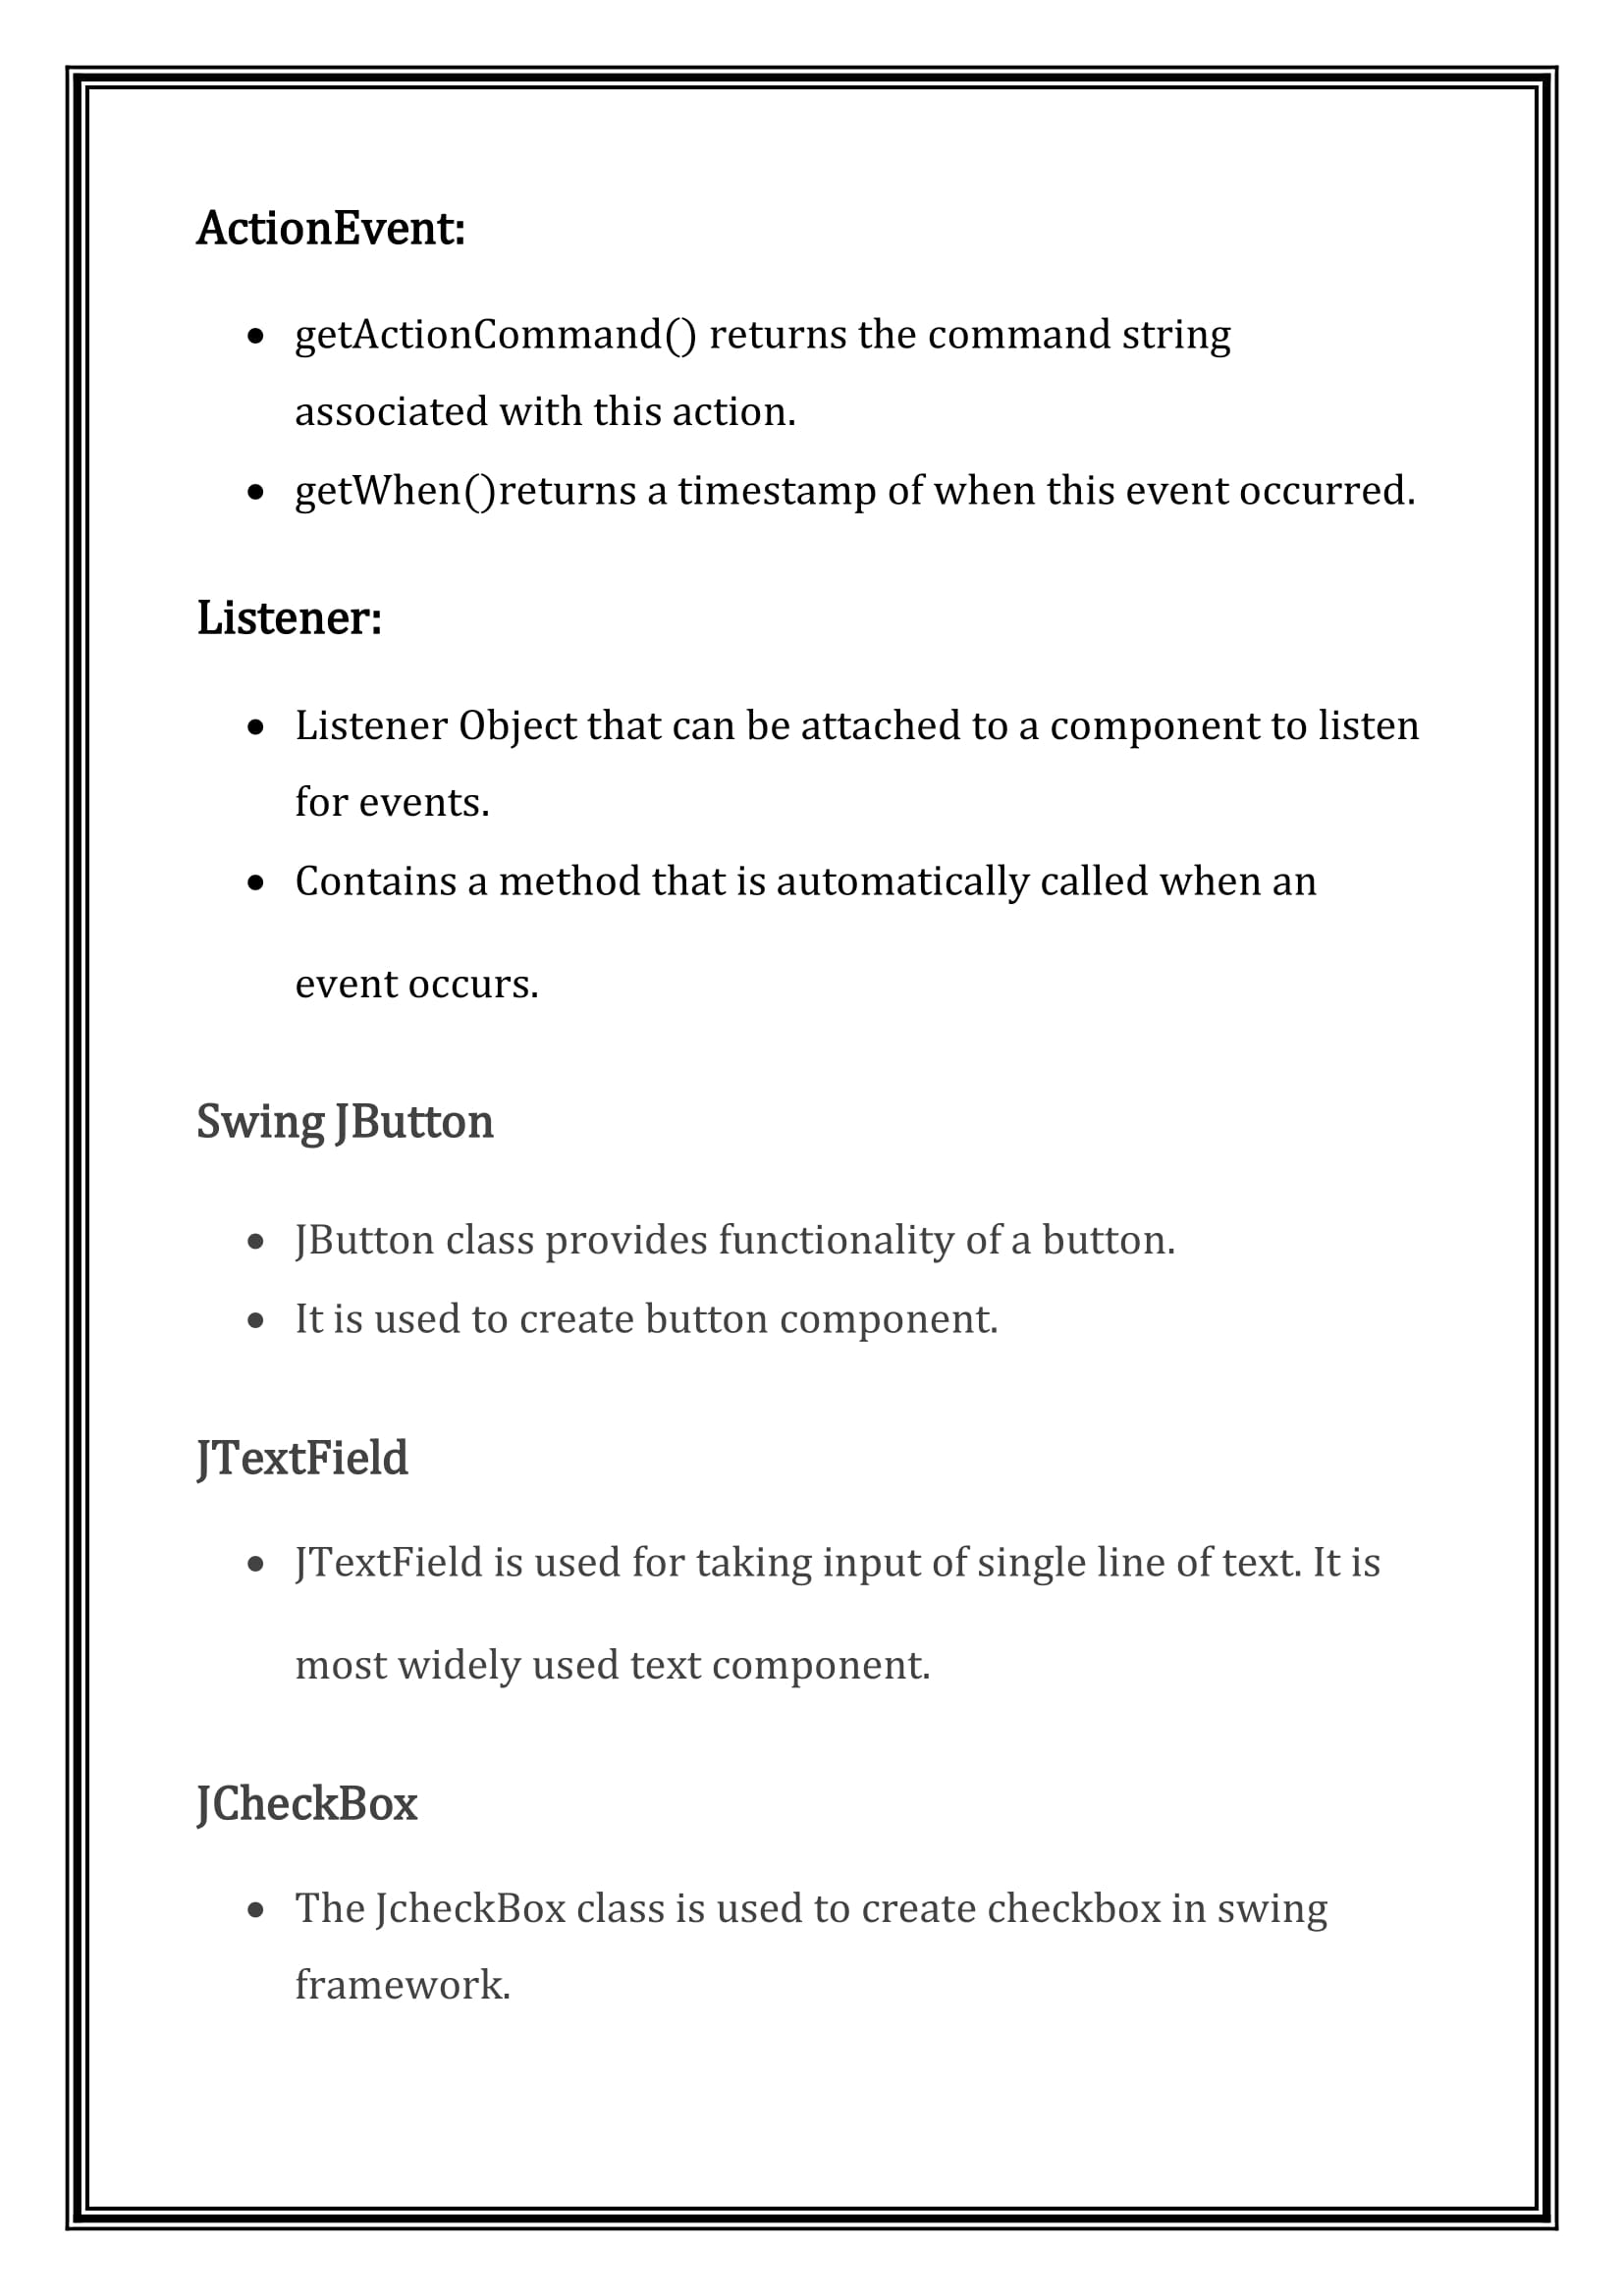 ActionEvent:
• getActionCommand() returns the command string
associated with this action.
• getWhen()returns a timestamp of when this event occurred.
Listener:
• Listener Object that can be attached to a component to listen
for events.
• Contains a method that is automatically called when an
event occurs.
Swing JButton
• JButton class provides functionality of a button.
• It is used to create button component.
JTextField
• JTextField is used for taking input of single line of text. It is
most widely used text component.
JCheckBox
• The JcheckBox class is used to create checkbox in swing
framework.